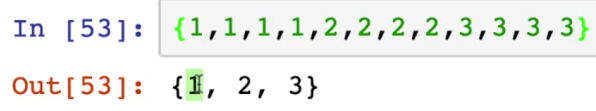 In [53]: {1,1,1,1,2,2,2,2,3,3,3,3}
Out[53]: {1, 2, 3}